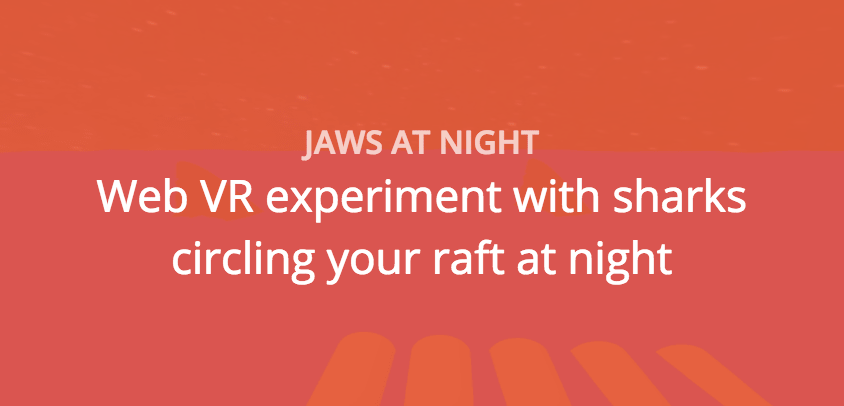 JAWS AT NIGHT
Web VR experiment with sharks
circling your raft at night